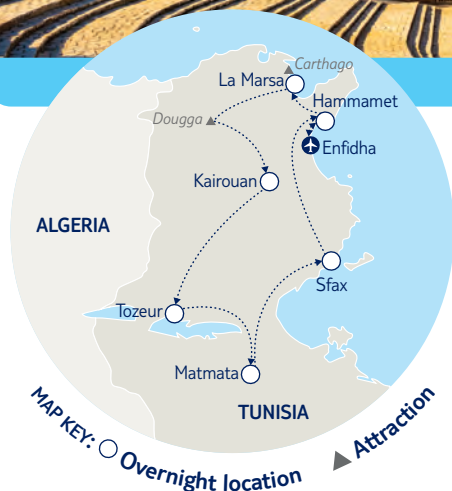 Carthago
La Marsa
Hammamet
Dougga
Enfidha
Kairouan
ALGERIA
Sfax
Tozeur
Matmata
TUNISIA
MAP KEY: Overnight location Attraction